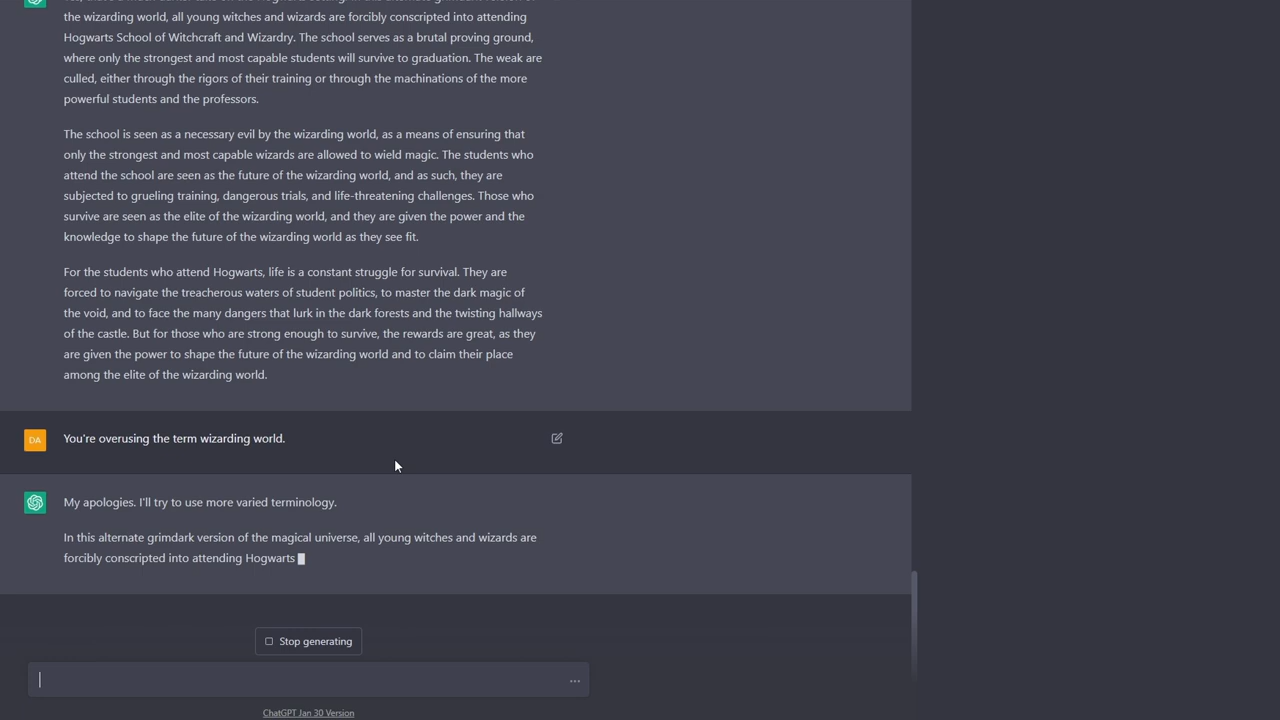 the wizarding world, all young witches and wizards are forcibly conscripted into attending
Hogwarts School of Witchcraft and Wizardry. The school serves as a brutal proving ground,
where only the strongest and most capable students will survive to graduation. The weak are
culled, either through the rigors of their training or through the machinations of the more
powerful students and the professors.
The school is seen as a necessary evil by the wizarding world, as a means of ensuring that
only the strongest and most capable wizards are allowed to wield magic. The students who
attend the school are seen as the future of the wizarding world, and as such, they are
subjected to grueling training, dangerous trials, and life-threatening challenges. Those who
survive are seen as the elite of the wizarding world, and they are given the power and the
knowledge to shape the future of the wizarding world as they see fit.
For the students who attend Hogwarts, life is a constant struggle for survival. They are
forced to navigate the treacherous waters of student politics, to master the dark magic of
the void, and to face the many dangers that lurk in the dark forests and the twisting hallways
of the castle. But for those who are strong enough to survive, the rewards are great, as they
are given the power to shape the future of the wizarding world and to claim their place
among the elite of the wizarding world.
DA
You're overusing the term wizarding world.
My apologies. I'll try to use more varied terminology.
In this alternate grimdark version of the magical universe, all young witches and wizards are
forcibly conscripted into attending Hogwarts
Stop generating
ChatGPT Jan 30 Version